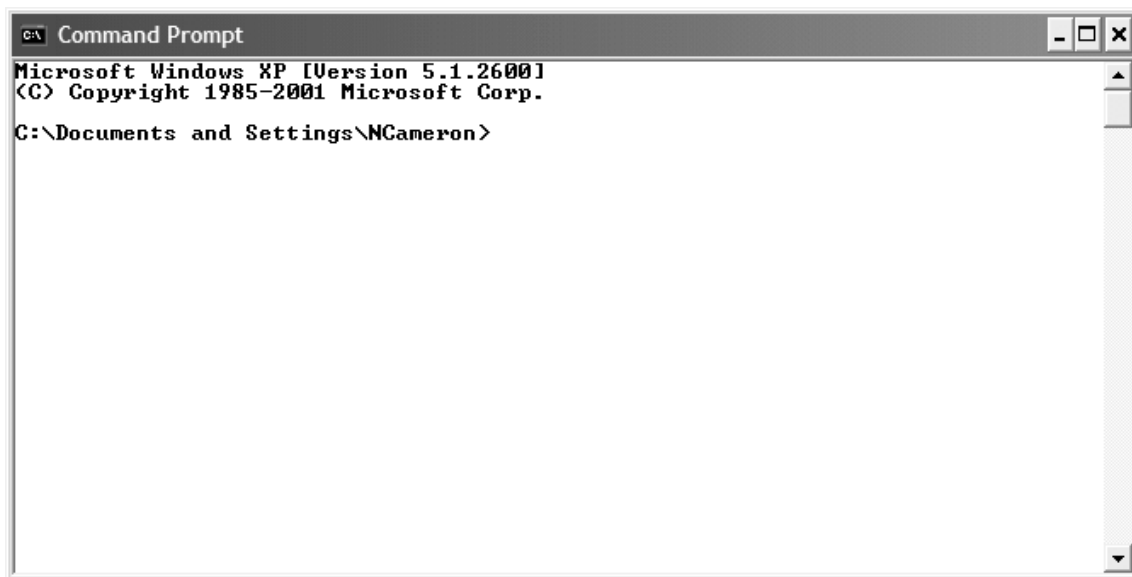 Command Prompt
Microsoft Windows XP [Version 5.1.2600]
(C) Copyright 1985-2001 Microsoft Corp.
C:\Documents and Settings\NCameron>